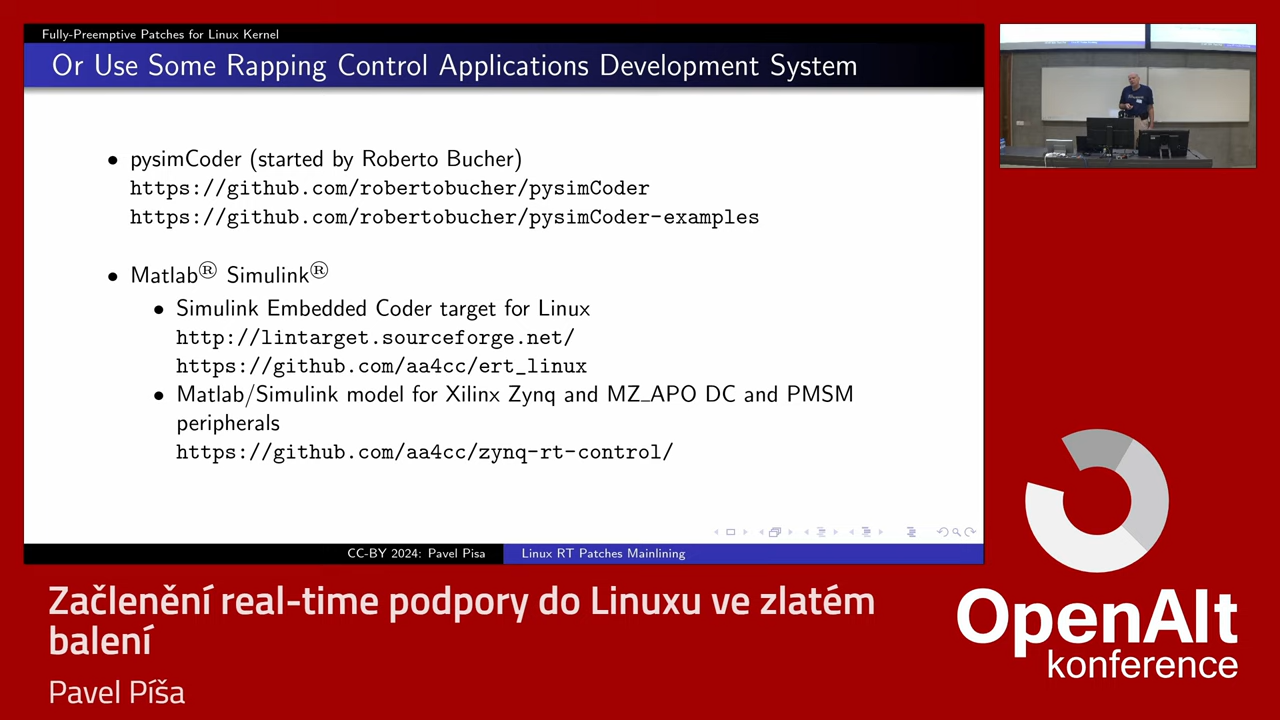 Fully-Preemptive Patches for Linux Kernel
Or Use Some Rapping Control Applications Development System
• pysimCoder (started by Roberto Bucher)
https://github.com/robertobucher/pysimCoder
https://github.com/robertobucher/pysimCoder-examples
• Matlab® Simulink®
• Simulink Embedded Coder target for Linux
http://lintarget.sourceforge.net/
https://github.com/aa4cc/ert_linux
• Matlab/Simulink model for Xilinx Zynq and MZ_APO DC and PMSM
peripherals
https://github.com/aa4cc/zynq-rt-control/
CC-BY 2024: Pavel Pisa
Linux RT Patches Mainlining
Začlenění real-time podpory do Linuxu ve zlatém
balení
Pavel Píša
OpenAlt
konference